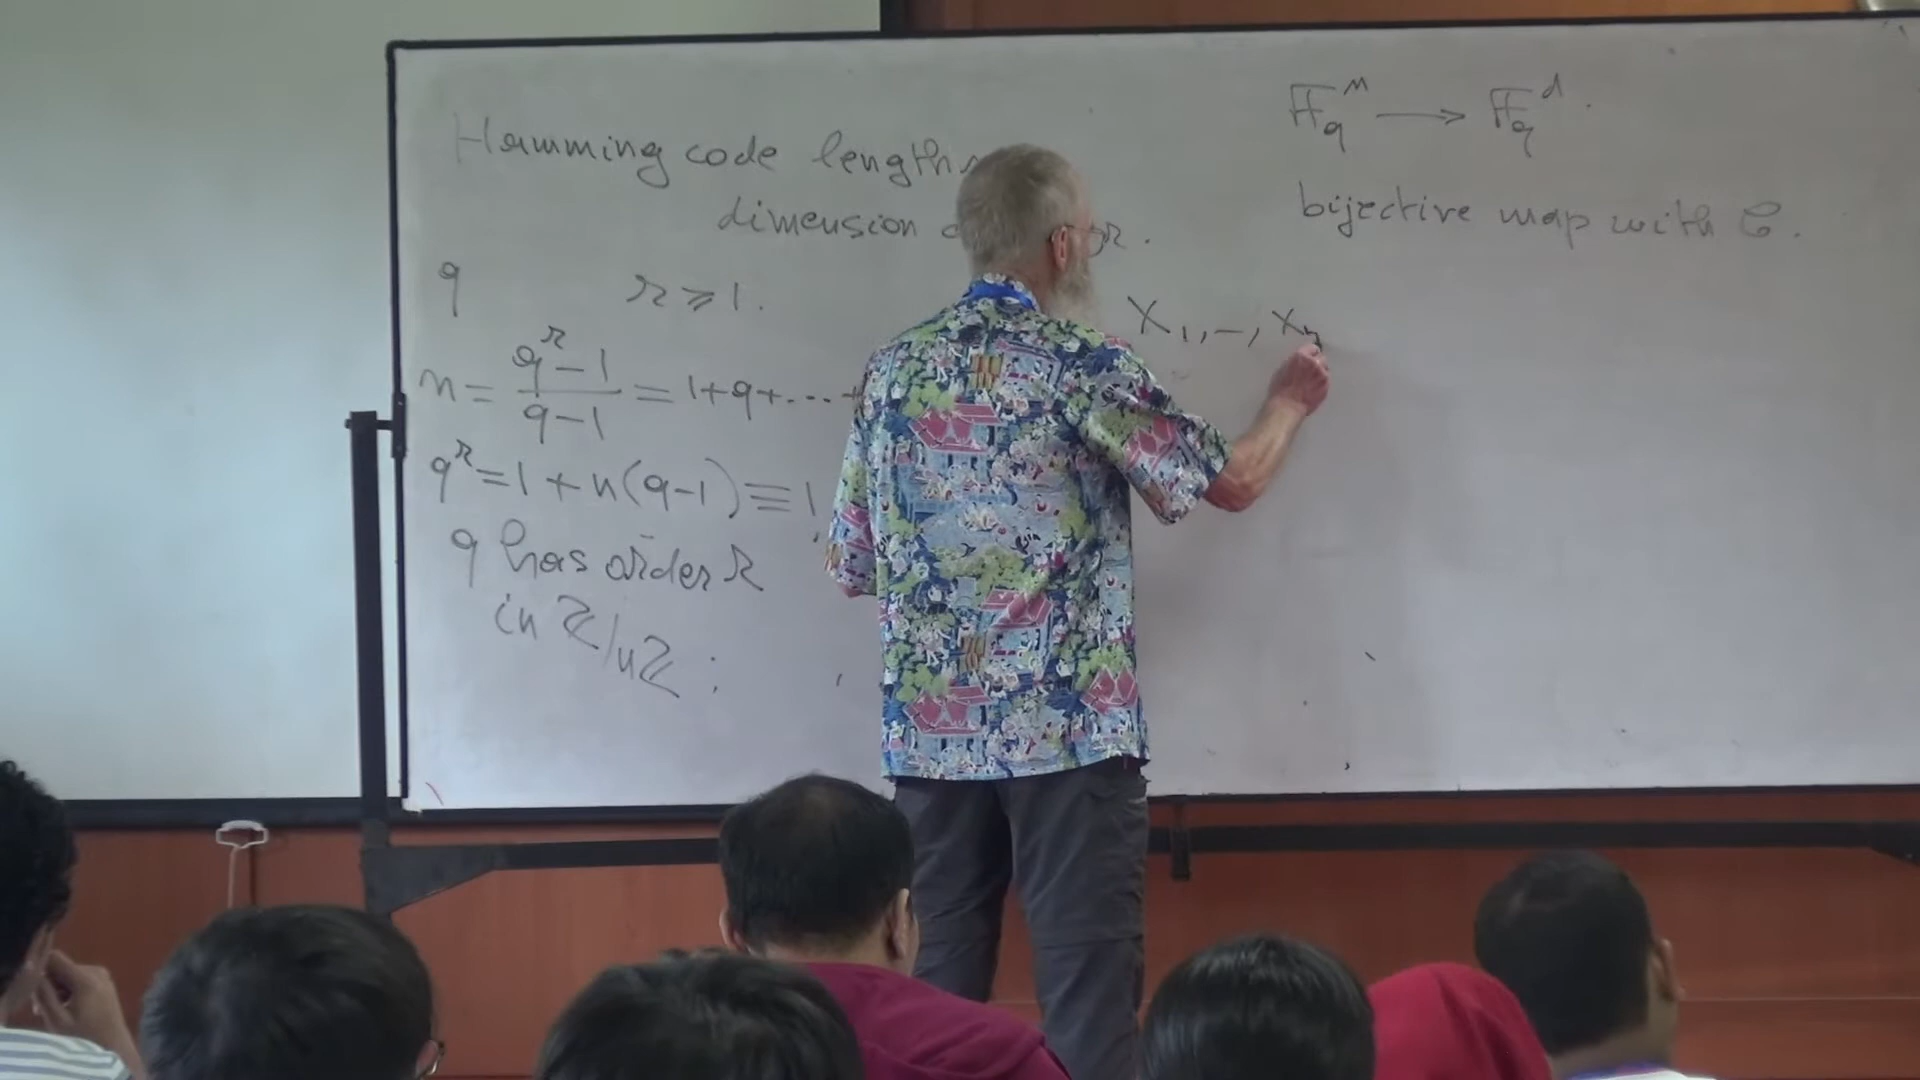 Hamming code length
dimension
q r ⩾ 1.
n = (q^r − 1)/(q − 1) = 1 + q + ... +
q^r = 1 + n(q−1) ≡ 1
q has order r
in ℤ/nℤ :
𝔽_q^n ⟶ 𝔽_q^d .
bijective map with C .
X_1, –, X